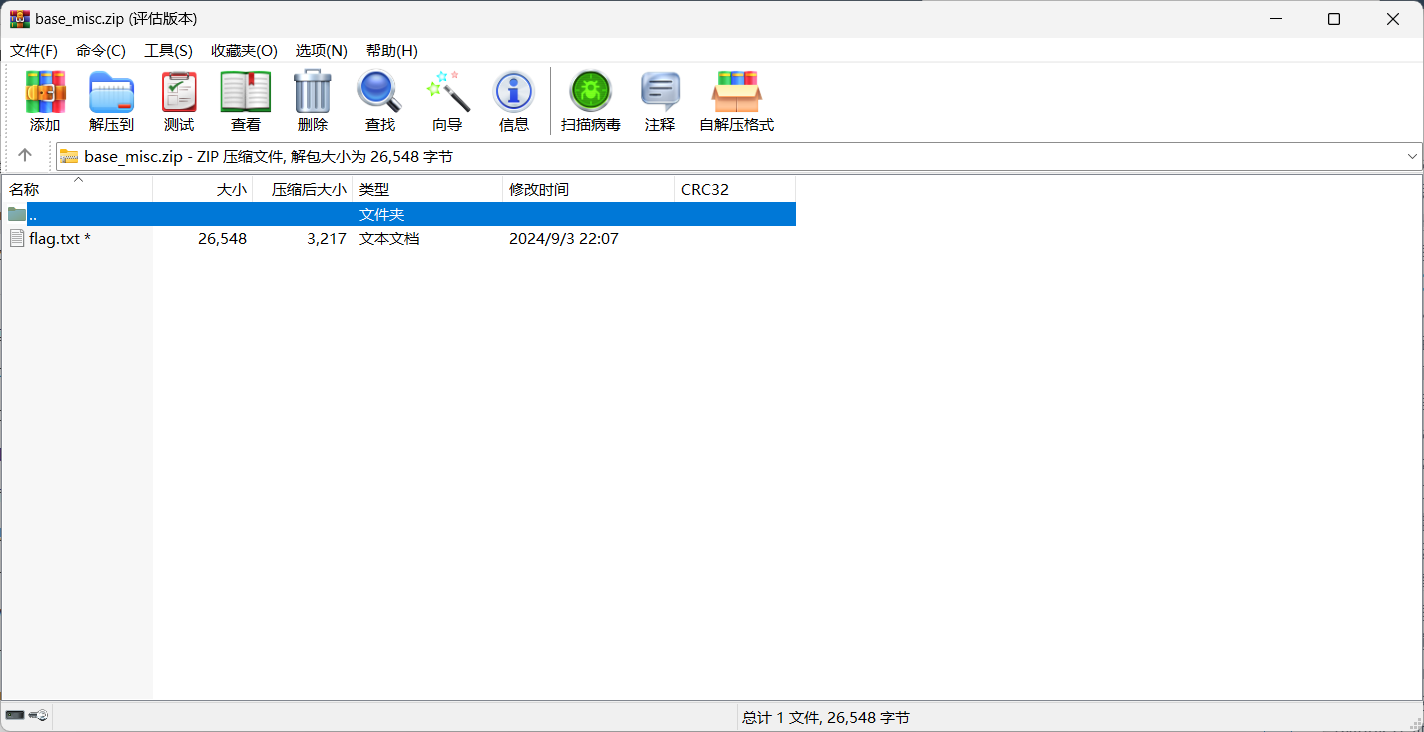 base_misc.zip (评估版本)
文件(F) 命令(C) 工具(S) 收藏夹(O) 选项(N) 帮助(H)
添加 解压到 测试 查看 删除 查找 向导 信息 扫描病毒 注释 自解压格式
base_misc.zip - ZIP 压缩文件, 解包大小为 26,548 字节
名称 大小 压缩后大小 类型 修改时间 CRC32
.. 文件夹
flag.txt * 26,548 3,217 文本文档 2024/9/3 22:07
总计 1 文件, 26,548 字节